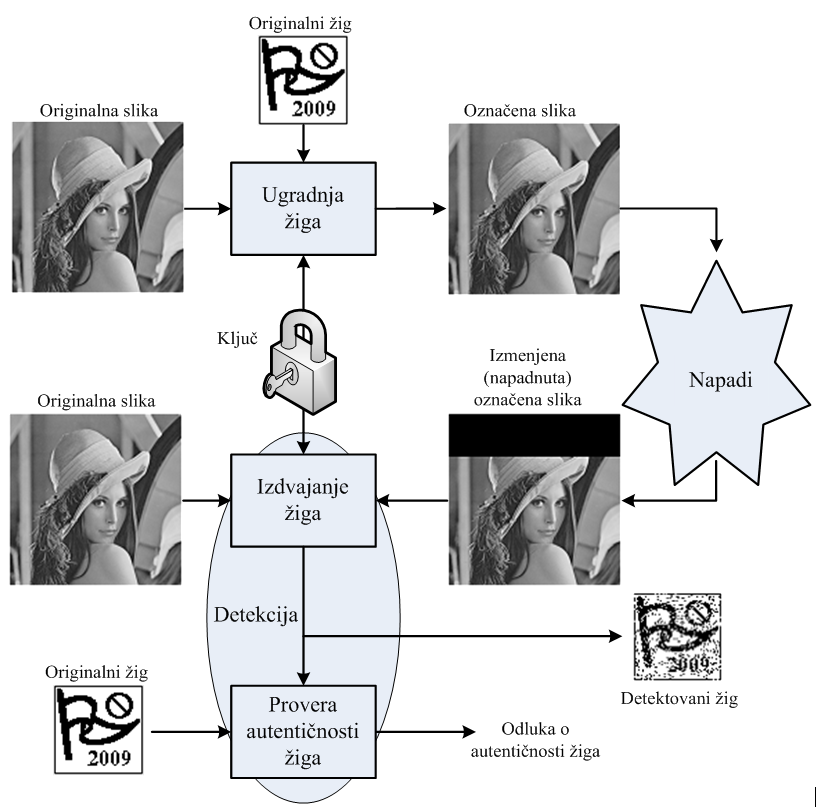 Originalni žig
2009
Originalna slika
Označena slika
Ugradnja
žiga
Ključ
Napadi
Izmenjena
(napadnuta)
označena slika
Originalna slika
Izdvajanje
žiga
Detekcija
2009
Detektovani žig
Originalni žig
2009
Provera
autentičnosti
žiga
Odluka o
autentičnosti žiga